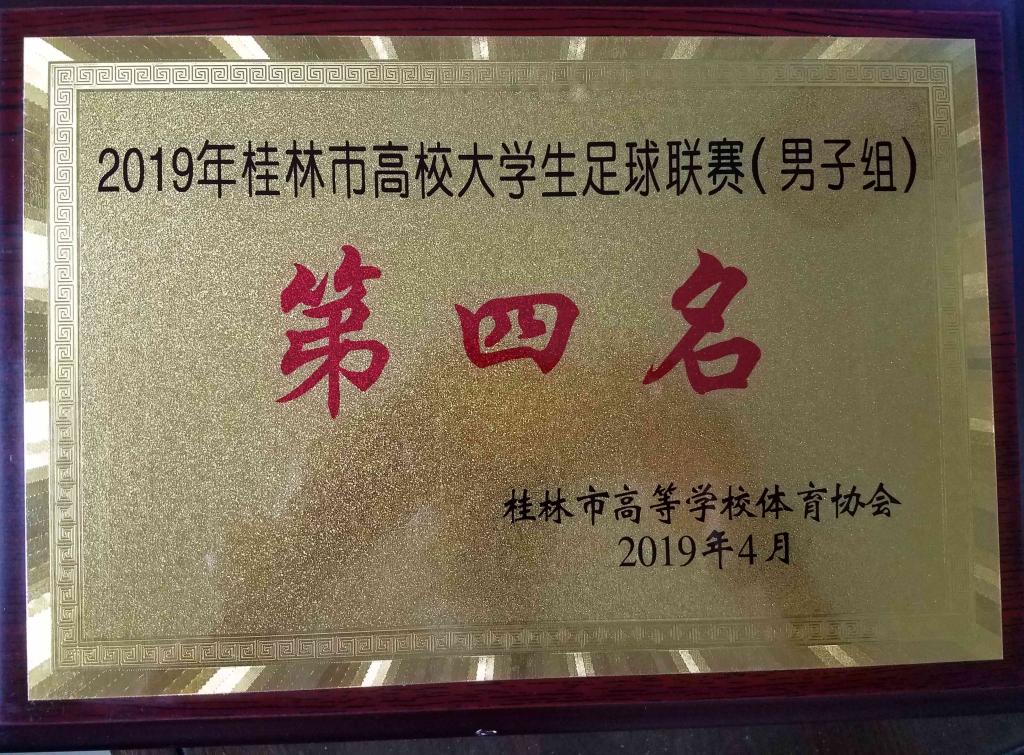 2019年桂林市高校大学生足球联赛(男子组)
第四名
桂林市高等学校体育协会
2019年4月